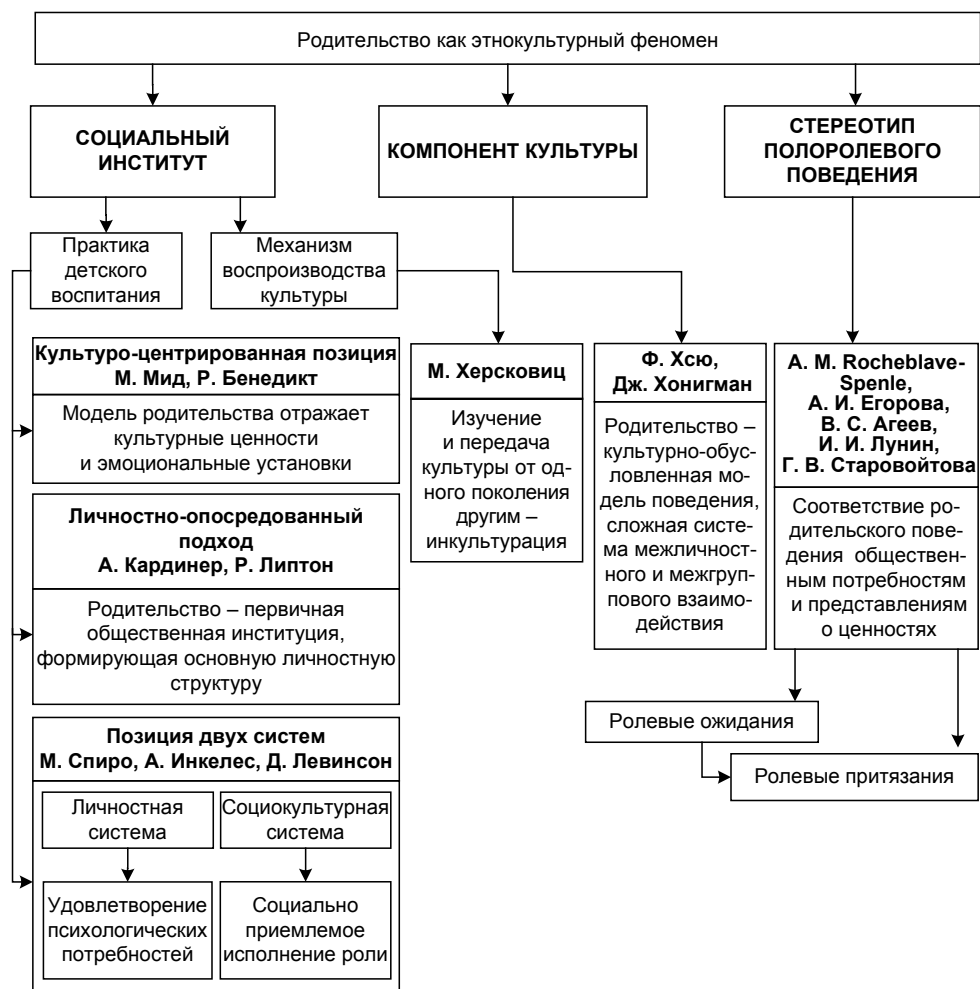 Родительство как этнокультурный феномен
СОЦИАЛЬНЫЙ
ИНСТИТУТ
КОМПОНЕНТ КУЛЬТУРЫ
СТЕРЕОТИП
ПОЛОРОЛЕВОГО
ПОВЕДЕНИЯ
Практика
детского
воспитания
Механизм
воспроизводства
культуры
Культуро-центрированная позиция
М. Мид, Р. Бенедикт
Модель родительства отражает
культурные ценности
и эмоциональные установки
Личностно-опосредованный
подход
А. Кардинер, Р. Липтон
Родительство – первичная
общественная институция,
формирующая основную личностную
структуру
Позиция двух систем
М. Спиро, А. Инкелес, Д. Левинсон
Личностная
система
Социокультурная
система
Удовлетворение
психологических
потребностей
Социально
приемлемое
исполнение роли
М. Херсковиц
Изучение
и передача
культуры от од-
ного поколения
другим –
инкультурация
Ф. Хсю,
Дж. Хонигман
Родительство –
культурно-обу-
словленная мо-
дель поведения,
сложная систе-
ма межличност-
ного и межгруп-
пового взаимо-
действия
А. М. Rocheblave-
Spenle,
А. И. Егорова,
В. С. Агеев,
И. И. Лунин,
Г. В. Старовойтова
Соответствие ро-
дительского пове-
дения общественн-
ным потребностям
и представлениям
о ценностях
Ролевые ожидания
Ролевые притязания